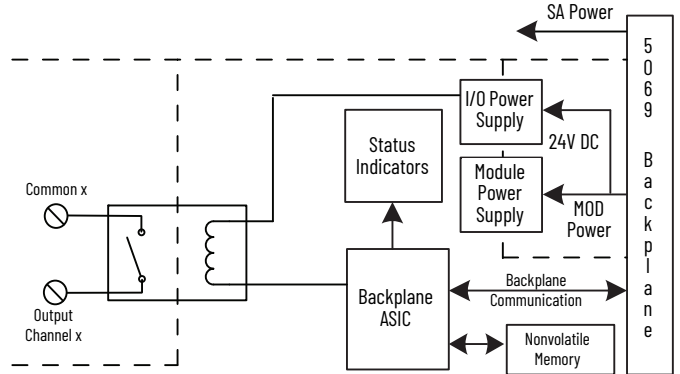 SA Power
5069 Backplane
I/O Power
Supply
24V DC
Status
Indicators
Module
Power
Supply
MOD
Power
Common x
Output
Channel x
Backplane
ASIC
Backplane
Communication
Nonvolatile
Memory